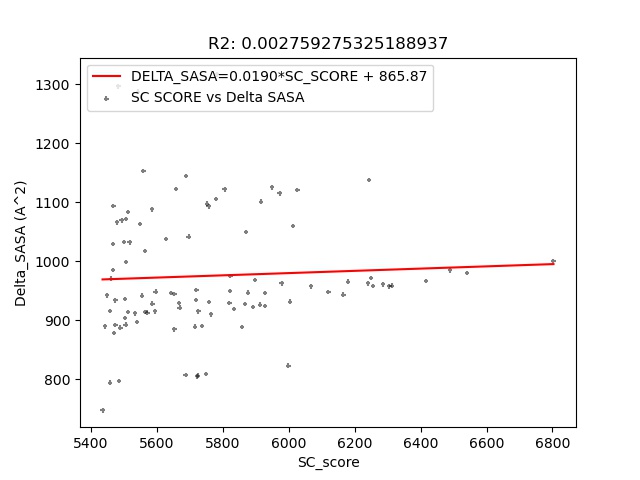 R2: 0.002759275325188937
DELTA_SASA=0.0190*SC_SCORE + 865.87
SC SCORE vs Delta SASA
Delta_SASA (A^2)
1300
1200
1100
1000
900
800
5400 5600 5800 6000 6200 6400 6600 6800
SC_score